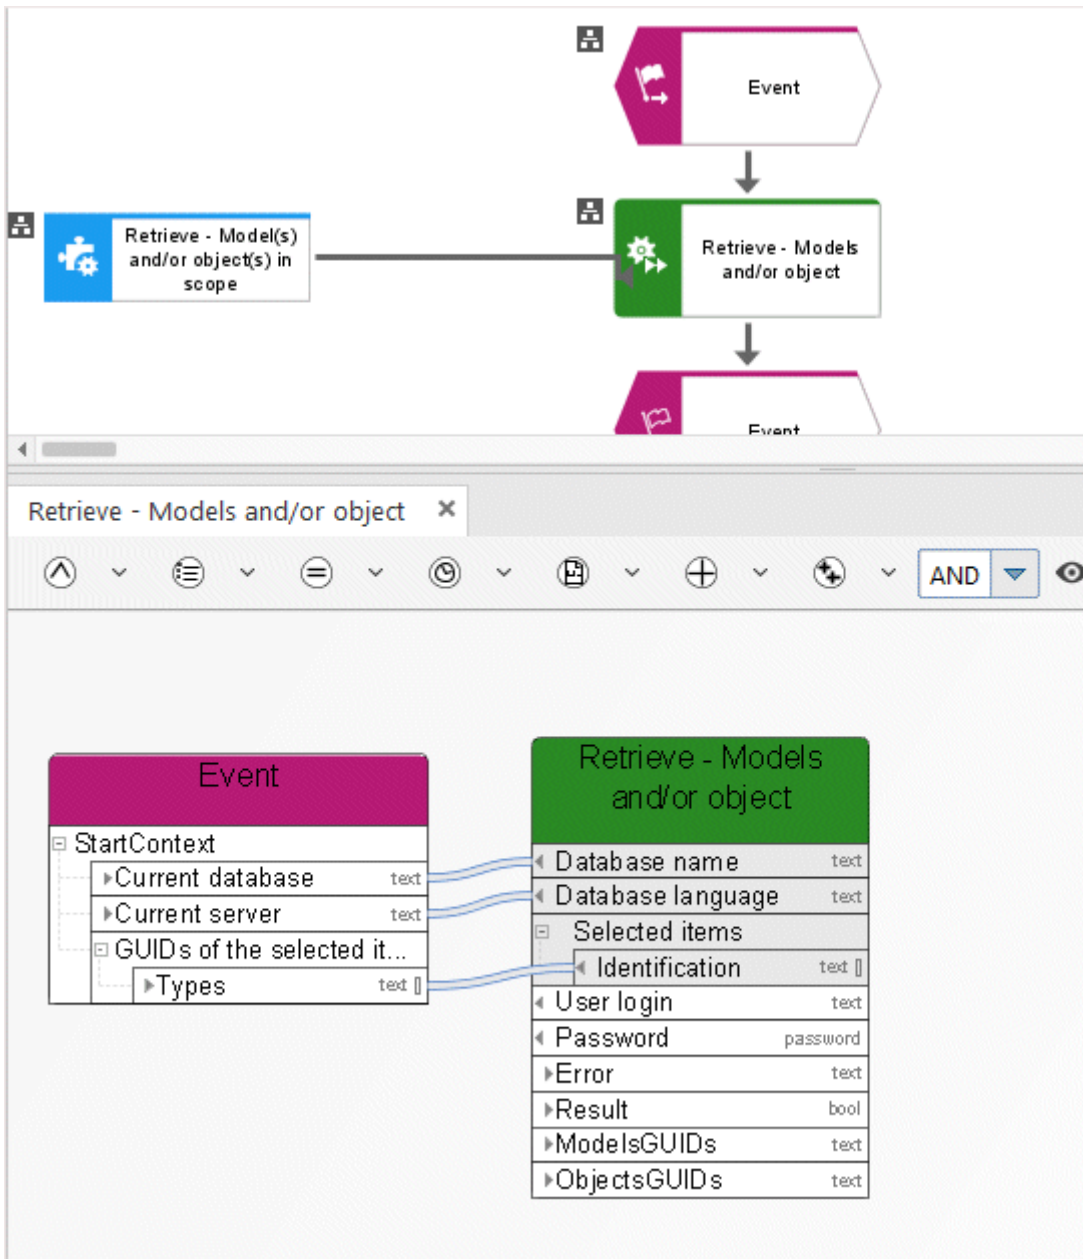 Event
Retrieve - Model(s)
and/or object(s) in
scope
Retrieve - Models
and/or object
Event
Retrieve - Models and/or object
AND
Event
StartContext
Current database text
Current server text
GUIDs of the selected it...
Types text []
Retrieve - Models
and/or object
Database name text
Database language text
Selected items
Identification text []
User login text
Password password
Error text
Result bool
ModelsGUIDs text
ObjectsGUIDs text